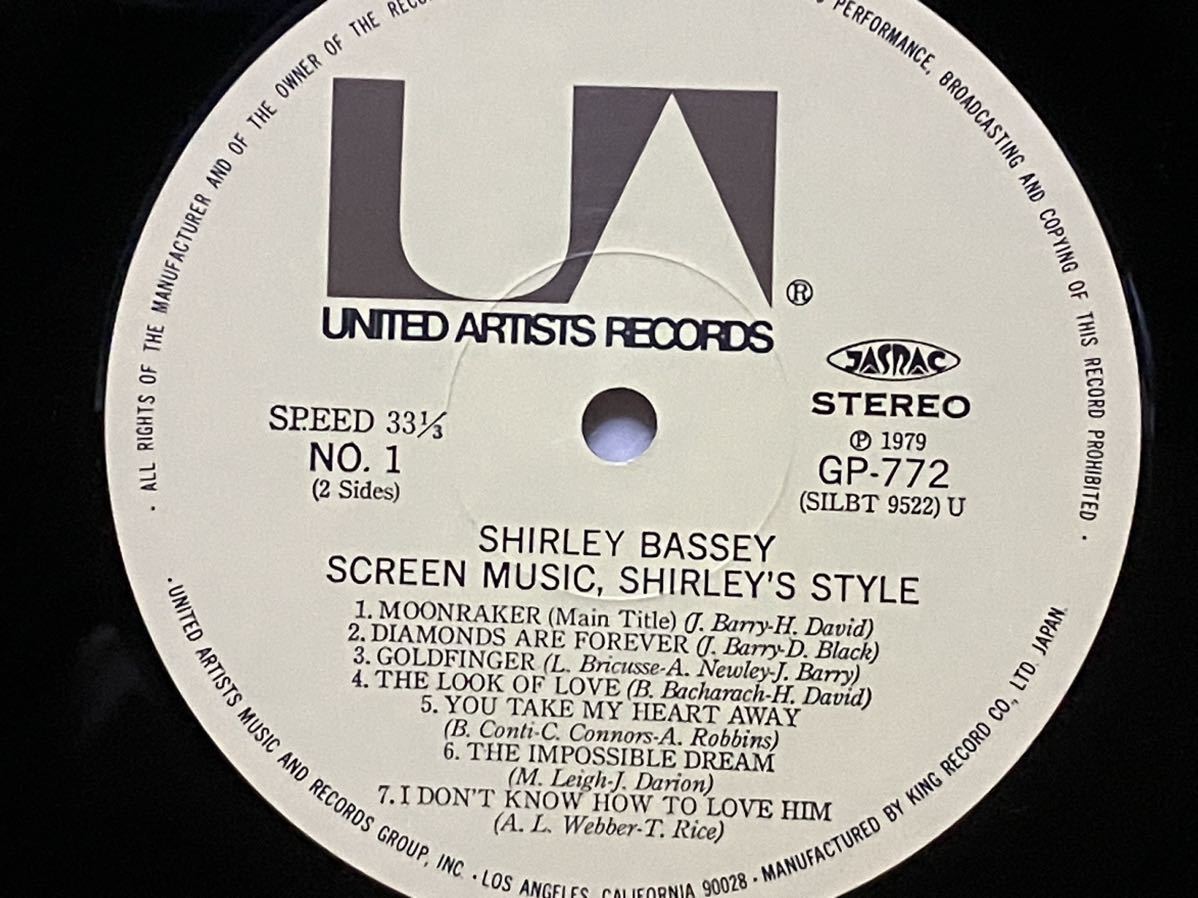 · ALL RIGHTS OF THE MANUFACTURER AND OF THE OWNER OF THE
PERFORMANCE, BROADCASTING AND COPYING OF THIS RECORD PROHIBITED ·
UA
®
UNITED ARTISTS RECORDS
JASRAC
STEREO
SPEED 33⅓
NO. 1
(2 Sides)
Ⓟ 1979
GP-772
(SILBT 9522) U
SHIRLEY BASSEY
SCREEN MUSIC, SHIRLEY'S STYLE
1. MOONRAKER (Main Title) (J. Barry-H. David)
2. DIAMONDS ARE FOREVER (J. Barry-D. Black)
3. GOLDFINGER (L. Bricusse-A. Newley-J. Barry)
4. THE LOOK OF LOVE (B. Bacharach-H. David)
5. YOU TAKE MY HEART AWAY
(B. Conti-C. Connors-A. Robbins)
6. THE IMPOSSIBLE DREAM
(M. Leigh-J. Darion)
7. I DON'T KNOW HOW TO LOVE HIM
(A. L. Webber-T. Rice)
· UNITED ARTISTS MUSIC AND RECORDS GROUP, INC · LOS ANGELES, CALIFORNIA 90028 · MANUFACTURED BY KING RECORD CO., LTD. JAPAN.